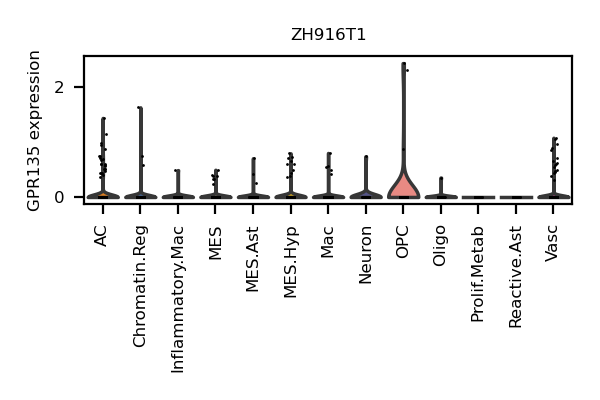 ZH916T1
GPR135 expression
2
0
AC
Chromatin.Reg
Inflammatory.Mac
MES
MES.Ast
MES.Hyp
Mac
Neuron
OPC
Oligo
Prolif.Metab
Reactive.Ast
Vasc